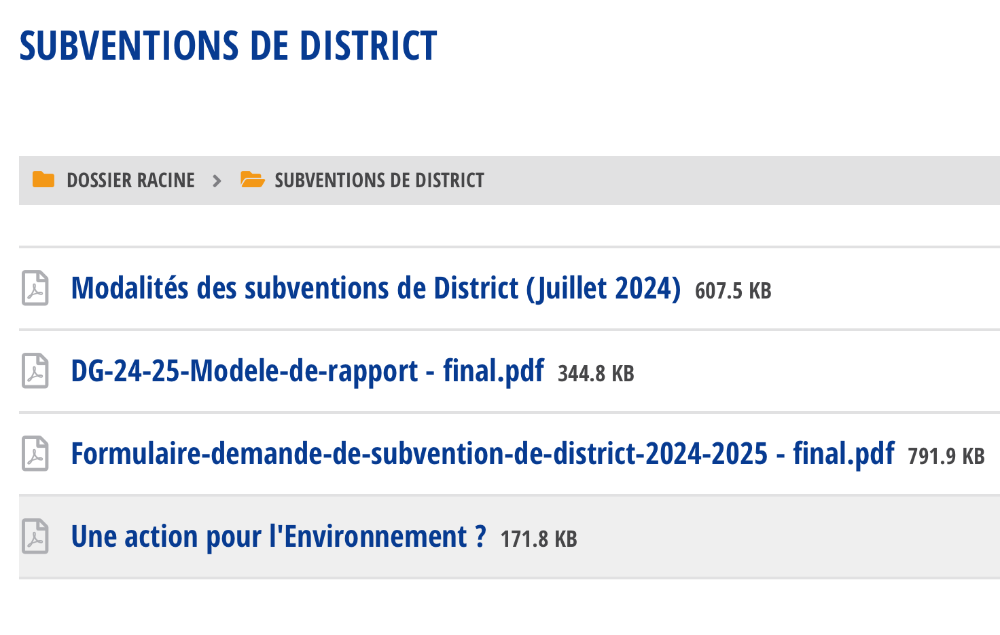 SUBVENTIONS DE DISTRICT
DOSSIER RACINE > SUBVENTIONS DE DISTRICT
Modalités des subventions de District (Juillet 2024) 607.5 KB
DG-24-25-Modele-de-rapport - final.pdf 344.8 KB
Formulaire-demande-de-subvention-de-district-2024-2025 - final.pdf 791.9 KB
Une action pour l'Environnement ? 171.8 KB